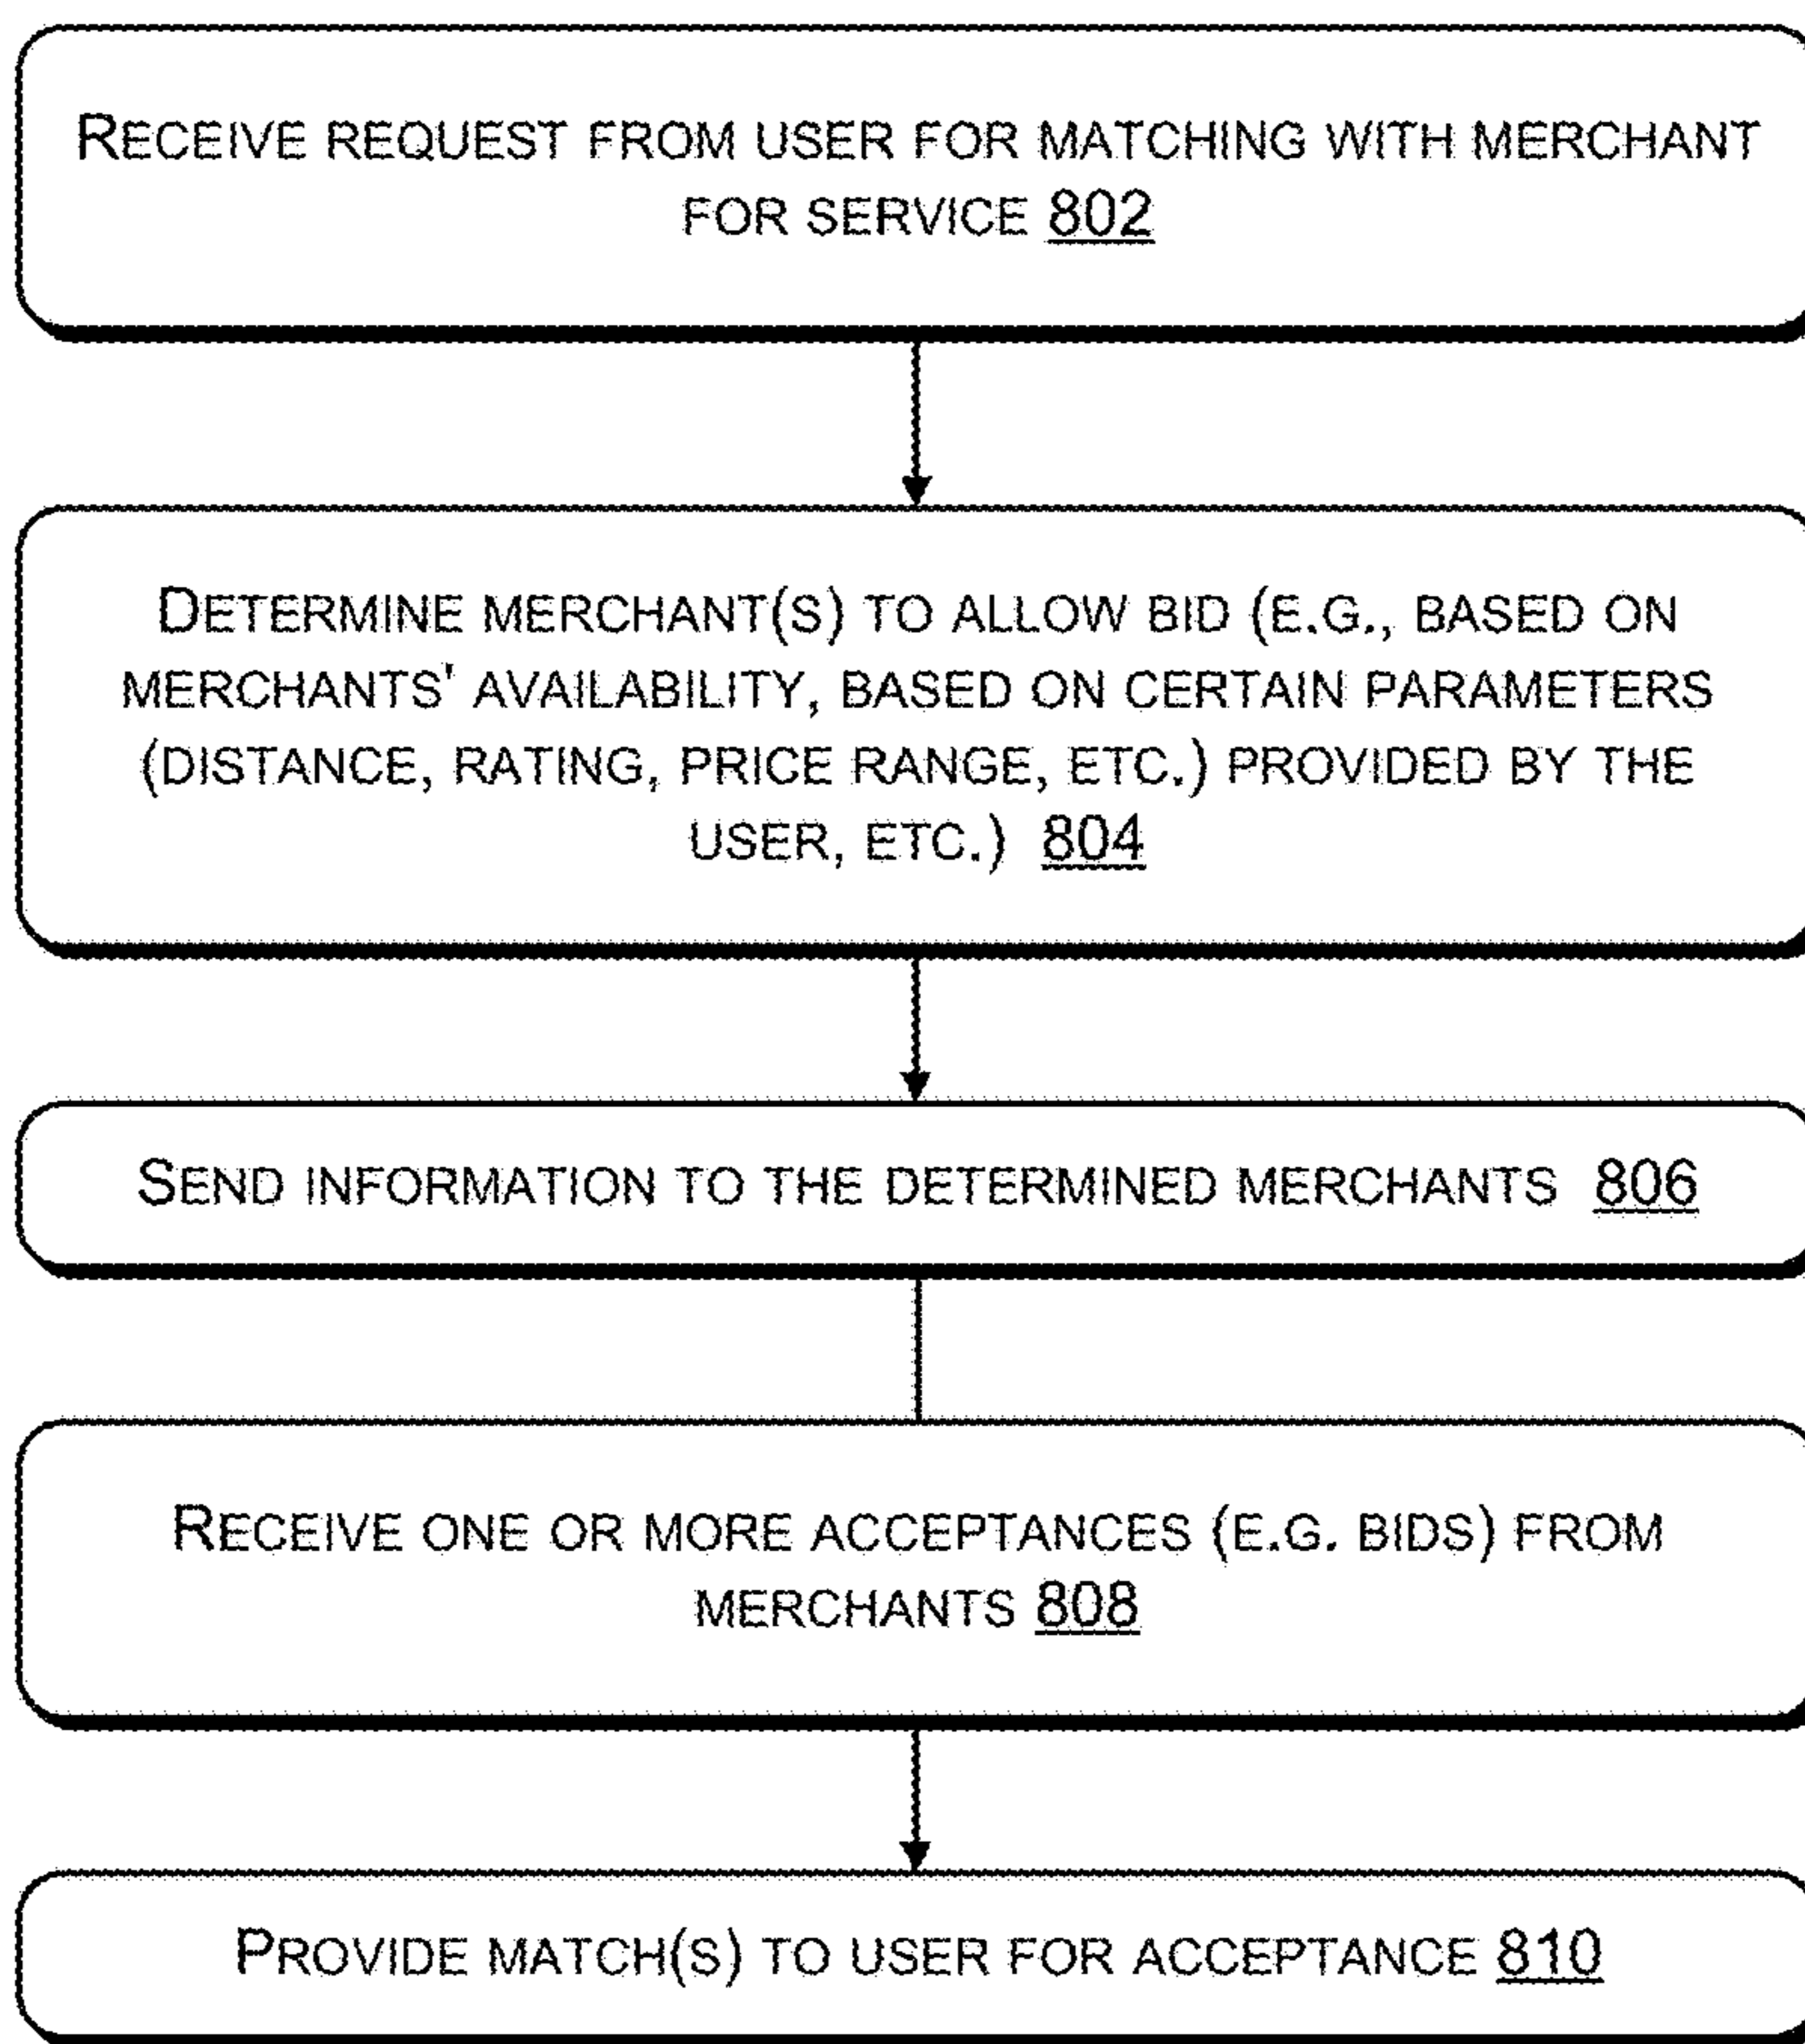 RECEIVE REQUEST FROM USER FOR MATCHING WITH MERCHANT
FOR SERVICE 802
DETERMINE MERCHANT(S) TO ALLOW BID (E.G., BASED ON
MERCHANTS' AVAILABILITY, BASED ON CERTAIN PARAMETERS
(DISTANCE, RATING, PRICE RANGE, ETC.) PROVIDED BY THE
USER, ETC.) 804
SEND INFORMATION TO THE DETERMINED MERCHANTS 806
RECEIVE ONE OR MORE ACCEPTANCES (E.G. BIDS) FROM
MERCHANTS 808
PROVIDE MATCH(S) TO USER FOR ACCEPTANCE 810